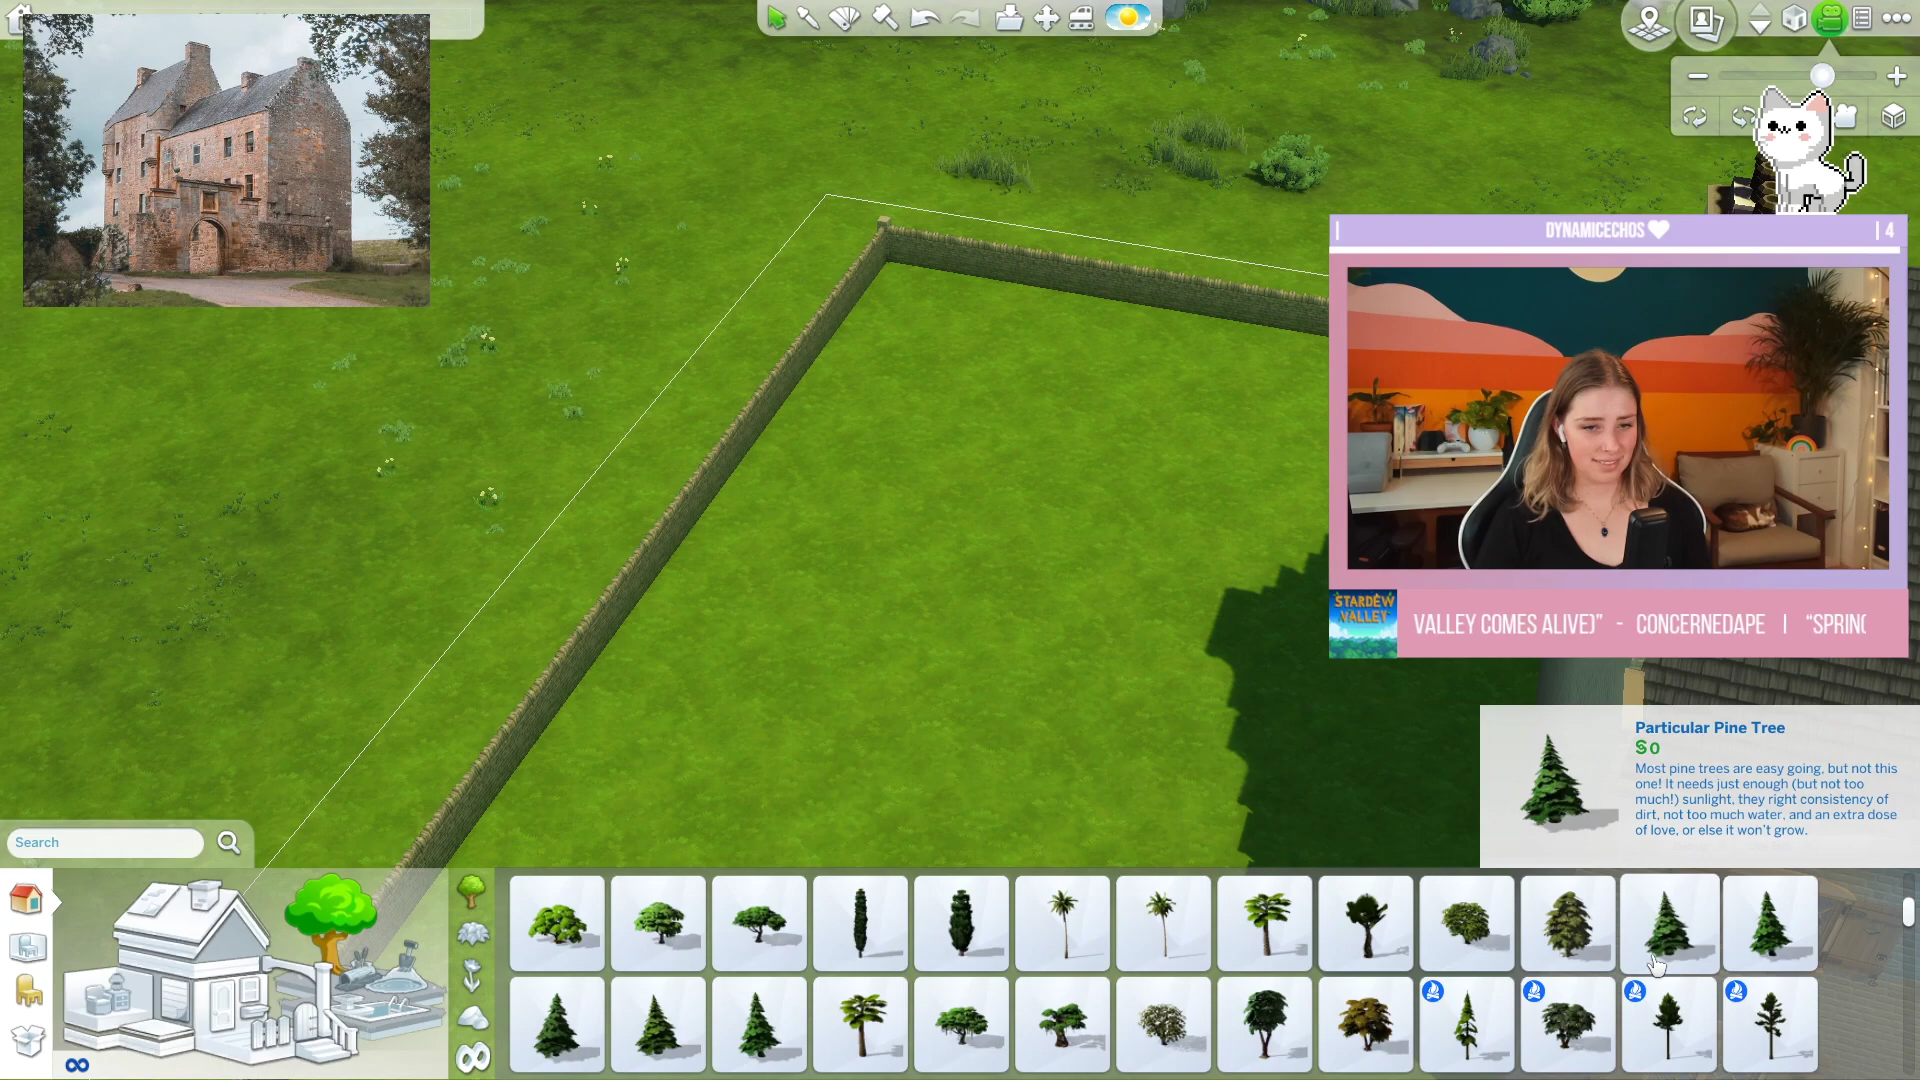 DYNAMICECHOS
| 4
STARDEW
VALLEY
VALLEY COMES ALIVE)" - CONCERNEDAPE | "SPRING
Particular Pine Tree
§0
Most pine trees are easy going, but not this
one! It needs just enough (but not too
much!) sunlight, they right consistency of
dirt, not too much water, and an extra dose
of love, or else it won't grow.
Search